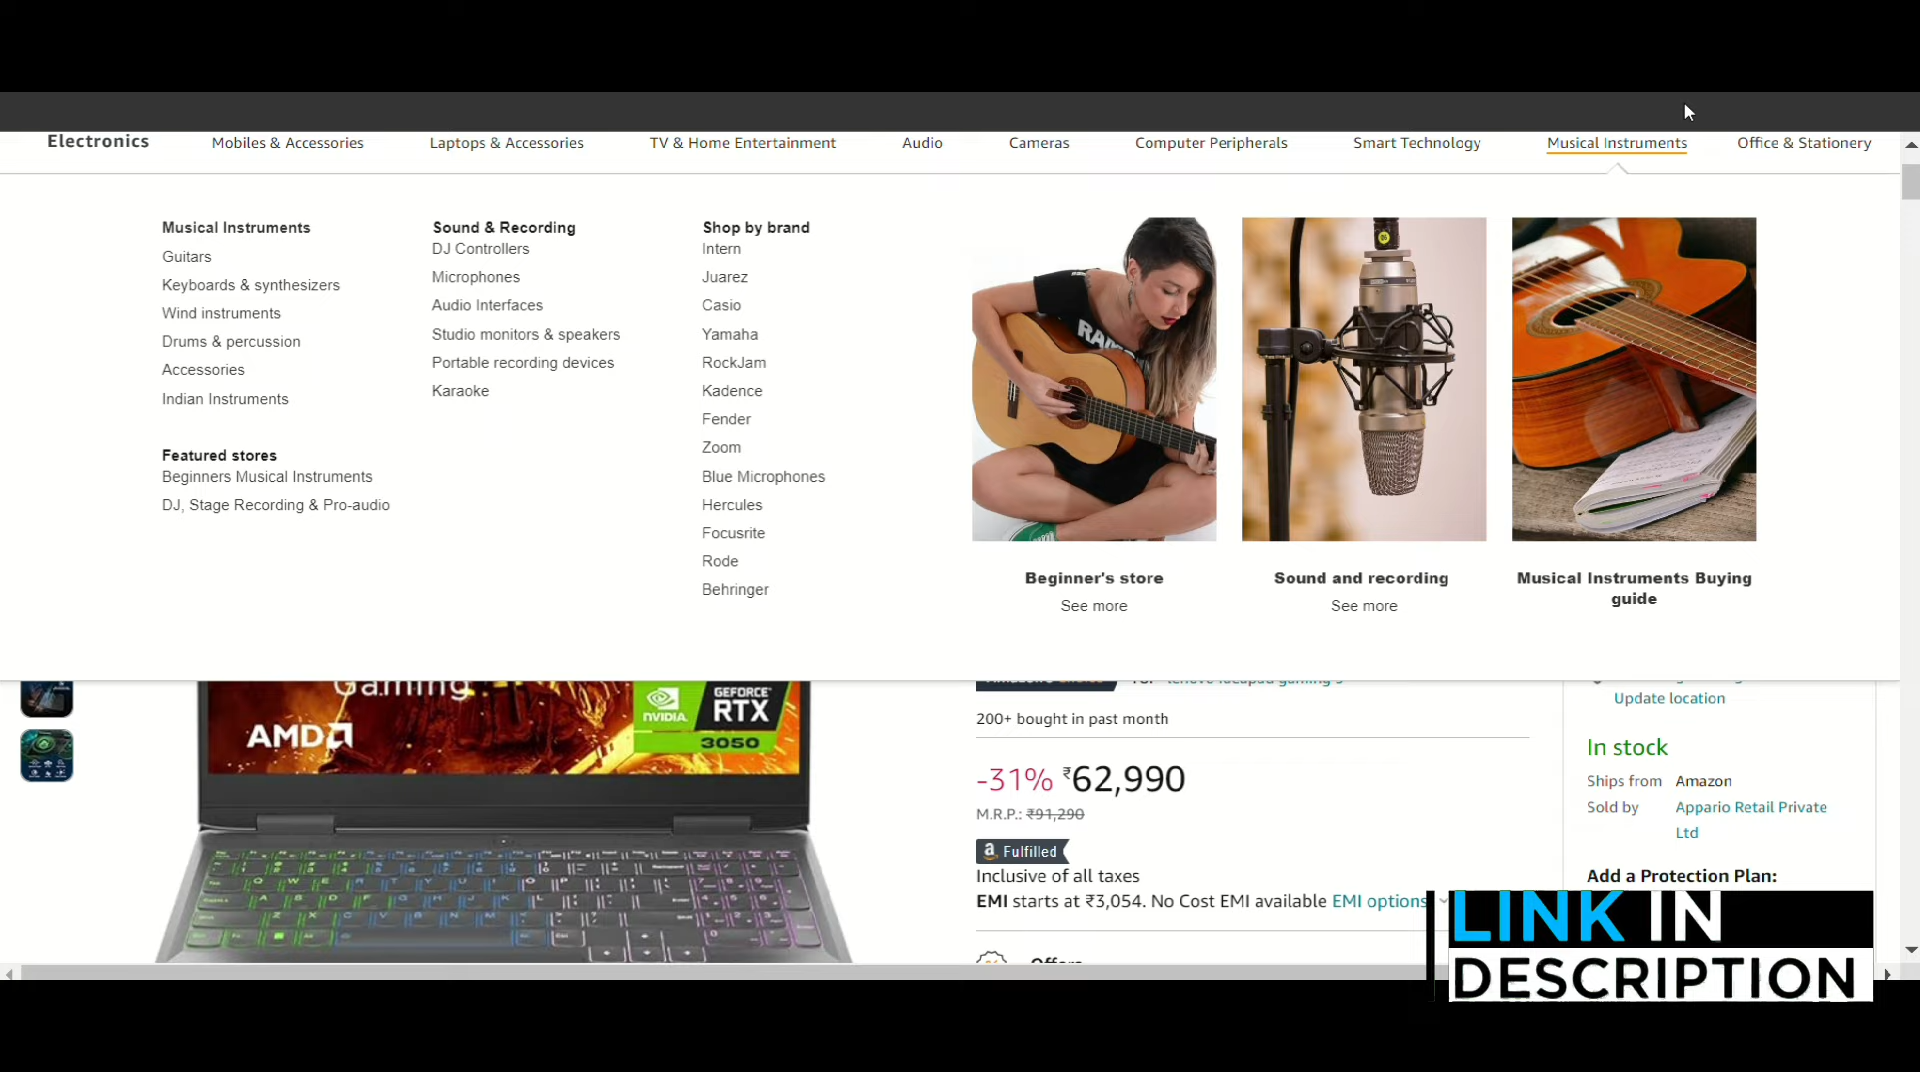 Electronics
Mobiles & Accessories
Laptops & Accessories
TV & Home Entertainment
Audio
Cameras
Computer Peripherals
Smart Technology
Musical Instruments
Office & Stationery
Musical Instruments
Guitars
Keyboards & synthesizers
Wind instruments
Drums & percussion
Accessories
Indian Instruments
Featured stores
Beginners Musical Instruments
DJ, Stage Recording & Pro-audio
Sound & Recording
DJ Controllers
Microphones
Audio Interfaces
Studio monitors & speakers
Portable recording devices
Karaoke
Shop by brand
Intern
Juarez
Casio
Yamaha
RockJam
Kadence
Fender
Zoom
Blue Microphones
Hercules
Focusrite
Rode
Behringer
Beginner's store
See more
Sound and recording
See more
Musical Instruments Buying
guide
Gaming
AMD
NVIDIA.
GEFORCE
RTX
3050
200+ bought in past month
-31% ₹62,990
M.R.P.: ₹91,290
a Fulfilled
Inclusive of all taxes
EMI starts at ₹3,054. No Cost EMI available EMI options
Offers
Update location
In stock
Ships from Amazon
Sold by Appario Retail Private
Ltd
Add a Protection Plan:
LINK IN
DESCRIPTION